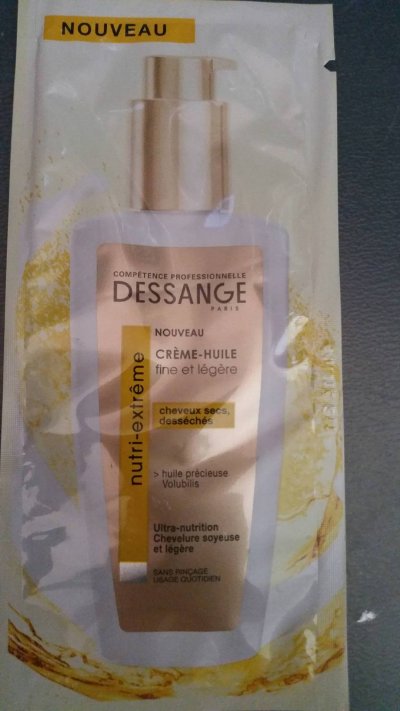 NOUVEAU
COMPÉTENCE PROFESSIONNELLE
DESSANGE
PARIS
nutri-extrême
NOUVEAU
CRÈME-HUILE
fine et légère
cheveux secs,
desséchés
> huile précieuse
Volubilis
Ultra-nutrition
Chevelure soyeuse
et légère
SANS RINÇAGE
USAGE QUOTIDIEN